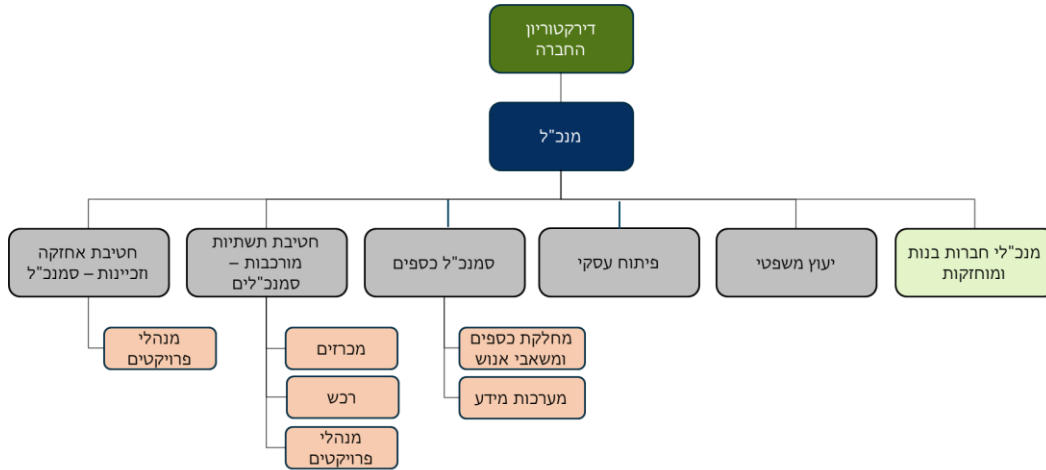 דירקטוריון
החברה
מנכ"ל
מנכ"לי חברות בנות
ומוחזקות
יעוץ משפטי
פיתוח עסקי
סמנכ"ל כספים
חטיבת תשתיות
מורכבות –
סמנכ"לים
חטיבת אחזקה
וזכיינות – סמנכ"ל
מחלקת כספים
ומשאבי אנוש
מערכות מידע
מכרזים
רכש
מנהלי
פרויקטים
מנהלי
פרויקטים